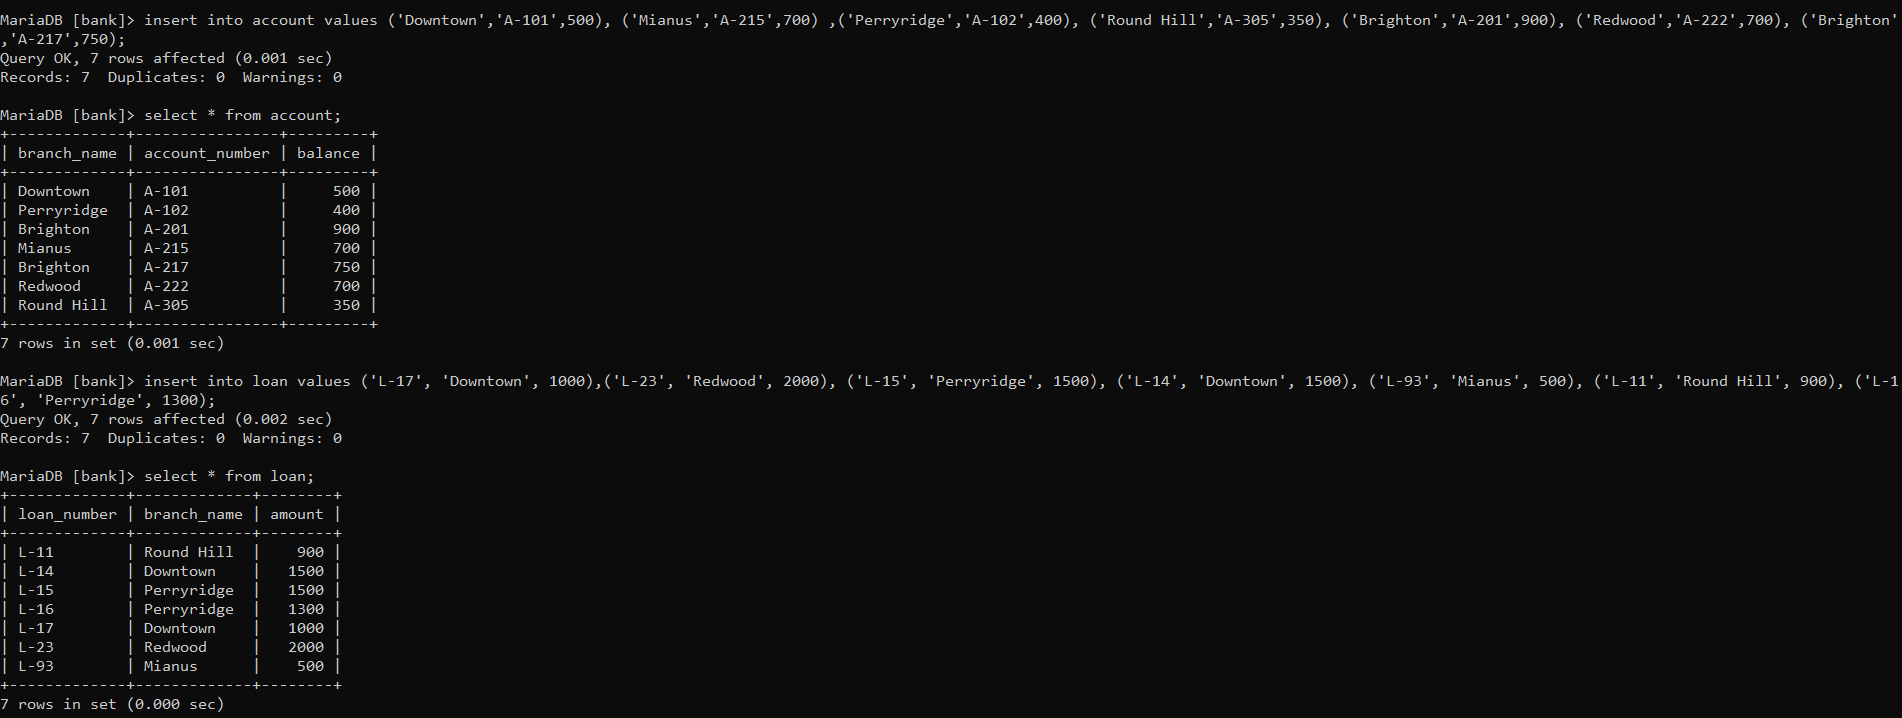 MariaDB [bank]> insert into account values ('Downtown','A-101',500), ('Mianus','A-215',700) ,('Perryridge','A-102',400), ('Round Hill','A-305',350), ('Brighton','A-201',900), ('Redwood','A-222',700), ('Brighton'
,'A-217',750);
Query OK, 7 rows affected (0.001 sec)
Records: 7  Duplicates: 0  Warnings: 0

MariaDB [bank]> select * from account;
+-------------+----------------+---------+
| branch_name | account_number | balance |
+-------------+----------------+---------+
| Downtown    | A-101          |     500 |
| Perryridge  | A-102          |     400 |
| Brighton    | A-201          |     900 |
| Mianus      | A-215          |     700 |
| Brighton    | A-217          |     750 |
| Redwood     | A-222          |     700 |
| Round Hill  | A-305          |     350 |
+-------------+----------------+---------+
7 rows in set (0.001 sec)

MariaDB [bank]> insert into loan values ('L-17', 'Downtown', 1000),('L-23', 'Redwood', 2000), ('L-15', 'Perryridge', 1500), ('L-14', 'Downtown', 1500), ('L-93', 'Mianus', 500), ('L-11', 'Round Hill', 900), ('L-1
6', 'Perryridge', 1300);
Query OK, 7 rows affected (0.002 sec)
Records: 7  Duplicates: 0  Warnings: 0

MariaDB [bank]> select * from loan;
+-------------+-------------+--------+
| loan_number | branch_name | amount |
+-------------+-------------+--------+
| L-11        | Round Hill  |    900 |
| L-14        | Downtown    |   1500 |
| L-15        | Perryridge  |   1500 |
| L-16        | Perryridge  |   1300 |
| L-17        | Downtown    |   1000 |
| L-23        | Redwood     |   2000 |
| L-93        | Mianus      |    500 |
+-------------+-------------+--------+
7 rows in set (0.000 sec)